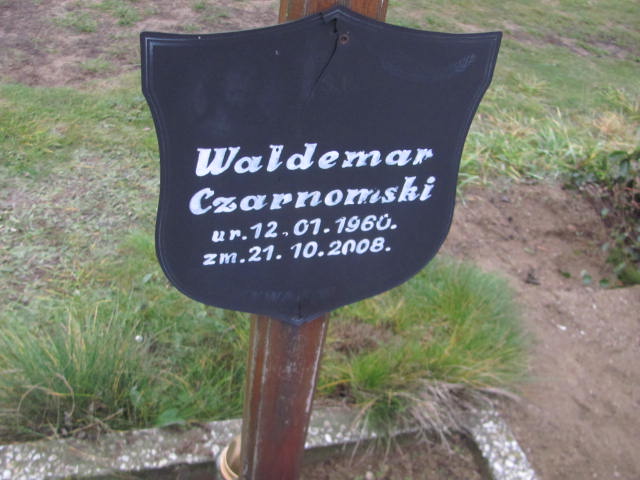 Waldemar
Czarnomski
ur. 12. 01. 1960.
zm. 21. 10. 2008.